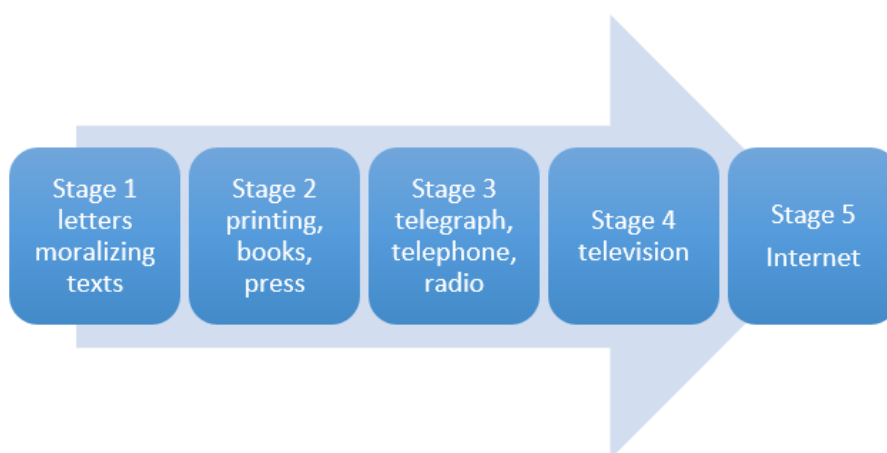 Stage 1
letters
moralizing
texts
Stage 2
printing,
books,
press
Stage 3
telegraph,
telephone,
radio
Stage 4
television
Stage 5
Internet